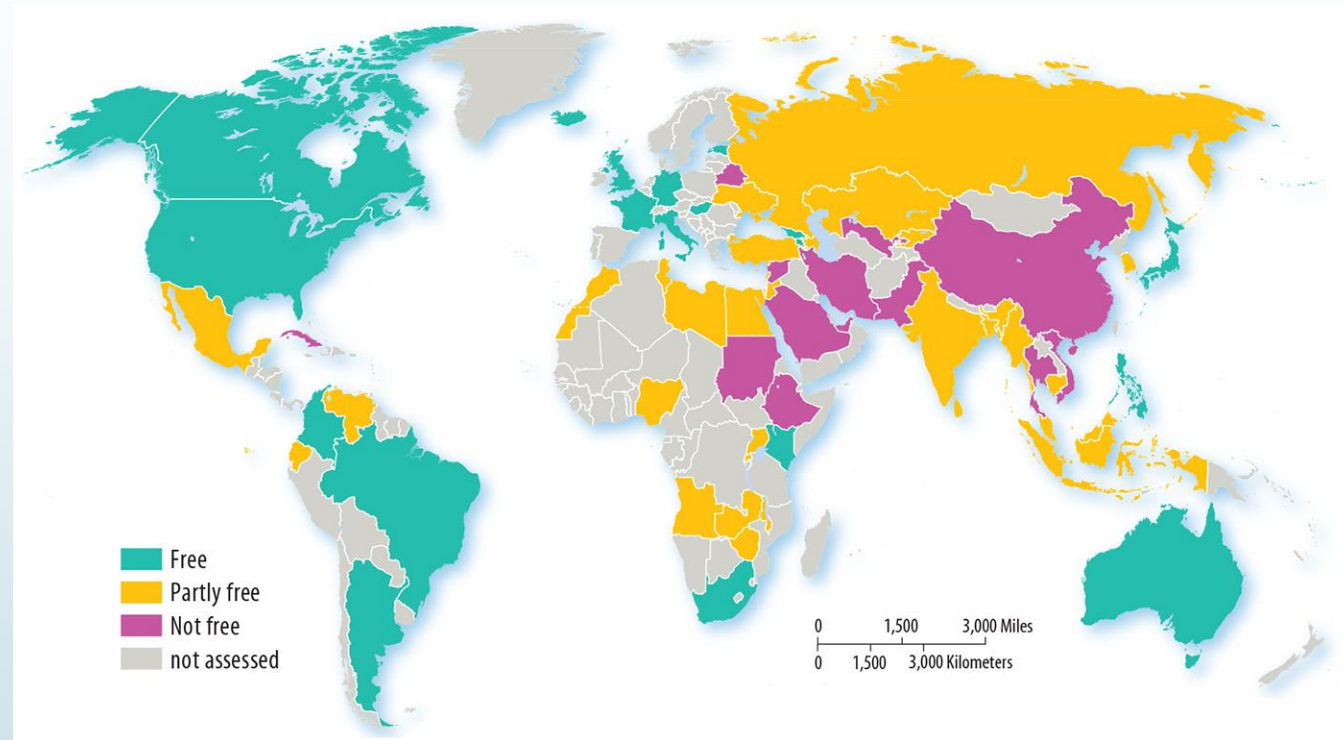 Free
Partly free
Not free
not assessed
0 1,500 3,000 Miles
0 1,500 3,000 Kilometers